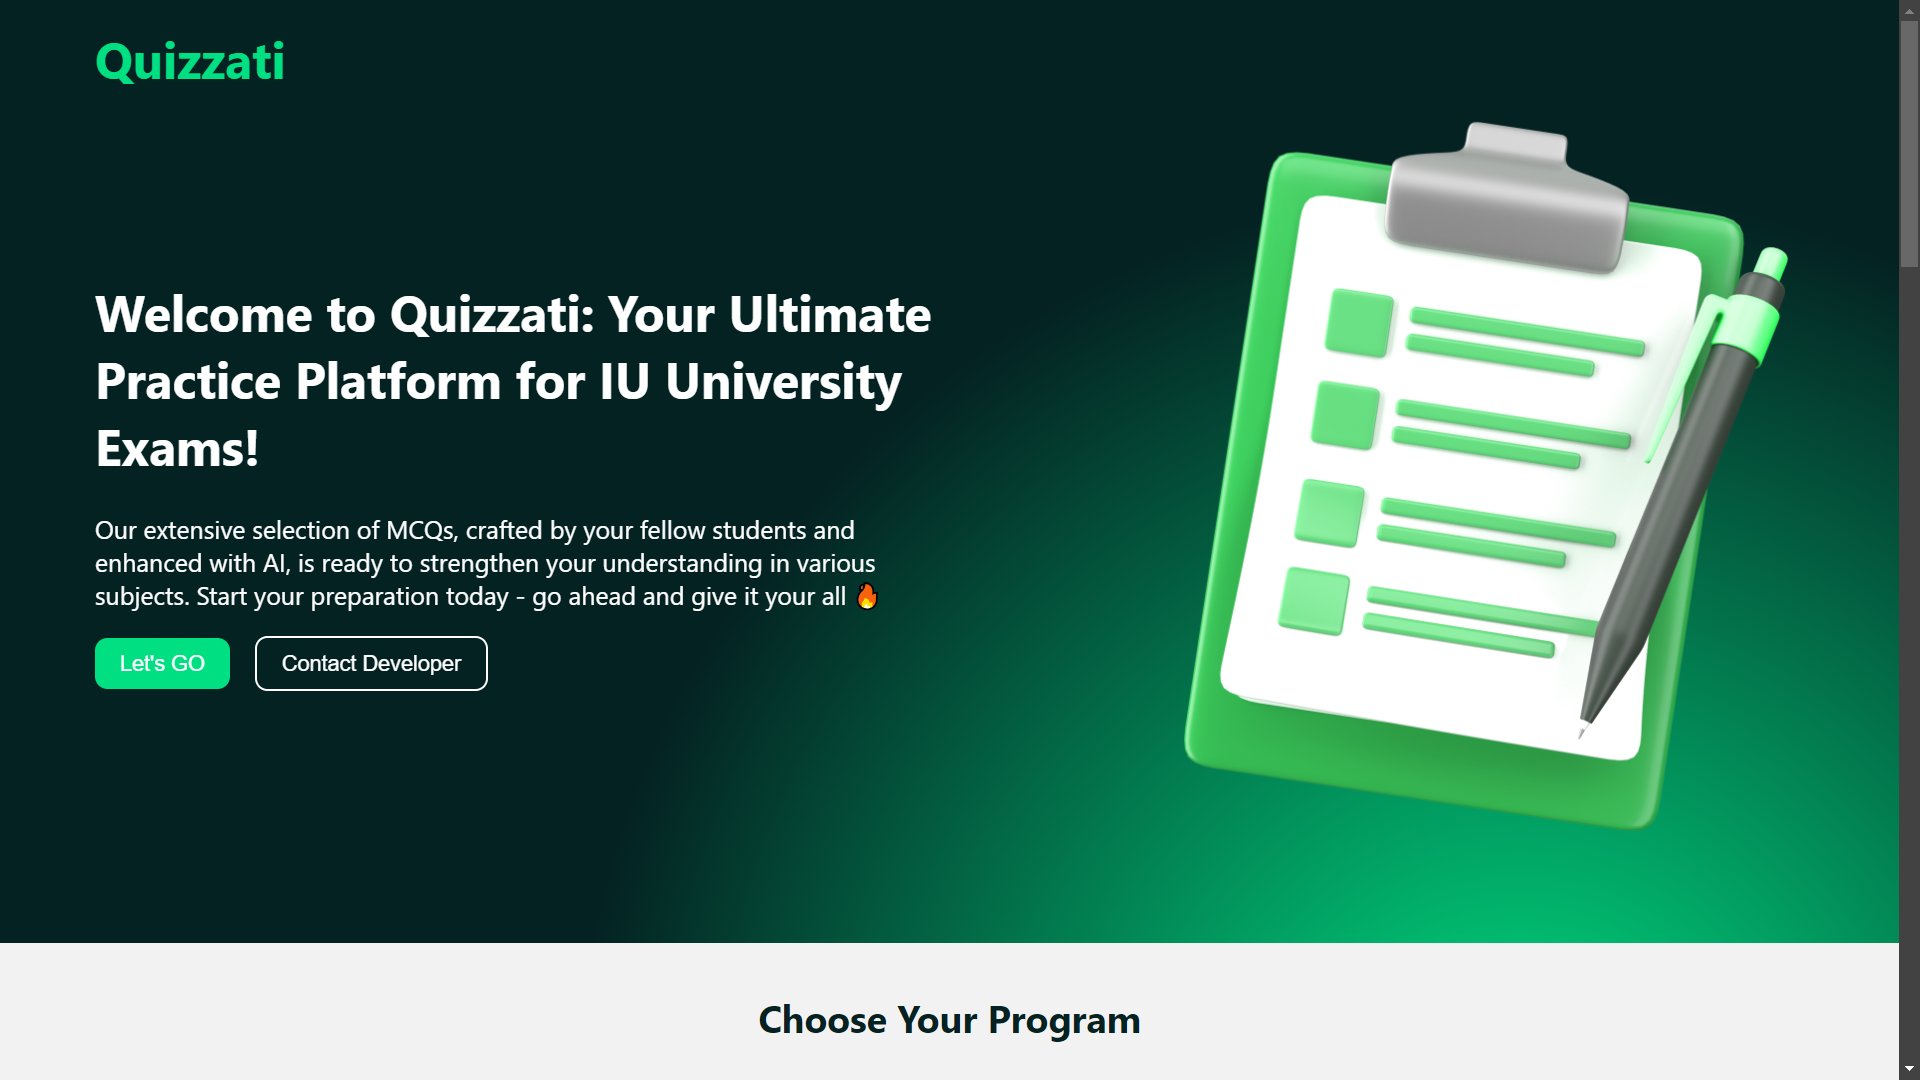 Quizzati
Welcome to Quizzati: Your Ultimate
Practice Platform for IU University
Exams!
Our extensive selection of MCQs, crafted by your fellow students and
enhanced with AI, is ready to strengthen your understanding in various
subjects. Start your preparation today - go ahead and give it your all 🔥
Let's GO
Contact Developer
Choose Your Program